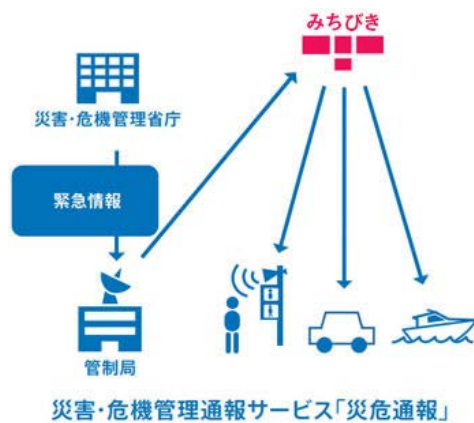 みちびき
災害・危機管理省庁
緊急情報
管制局
災害・危機管理通報サービス「災危通報」